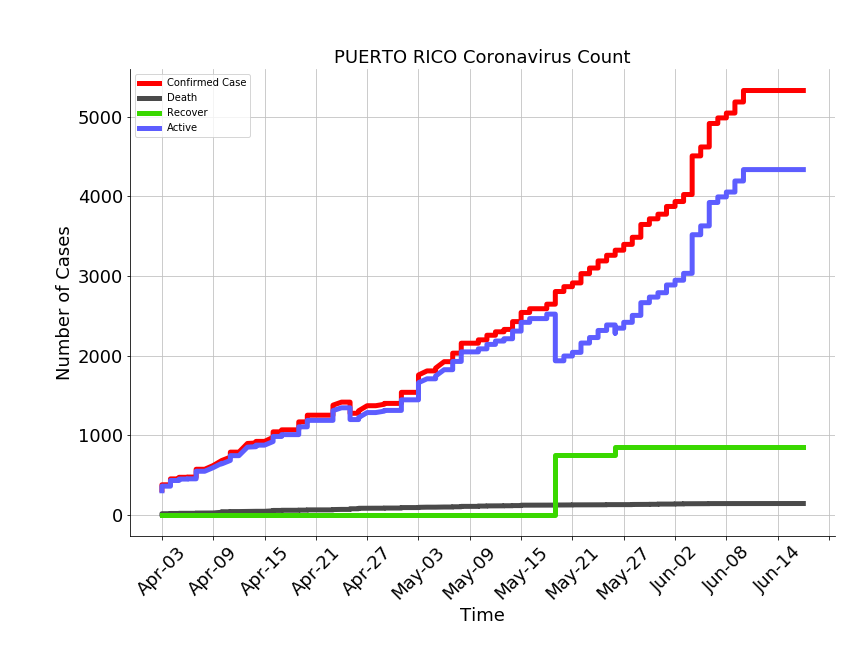 PUERTO RICO Coronavirus Count
Confirmed Case
Death
Recover
Active
5000
4000
3000
2000
1000
0
Number of Cases
Apr-03
Apr-09
Apr-15
Apr-21
Apr-27
May-03
May-09
May-15
May-21
May-27
Jun-02
Jun-08
Jun-14
Time